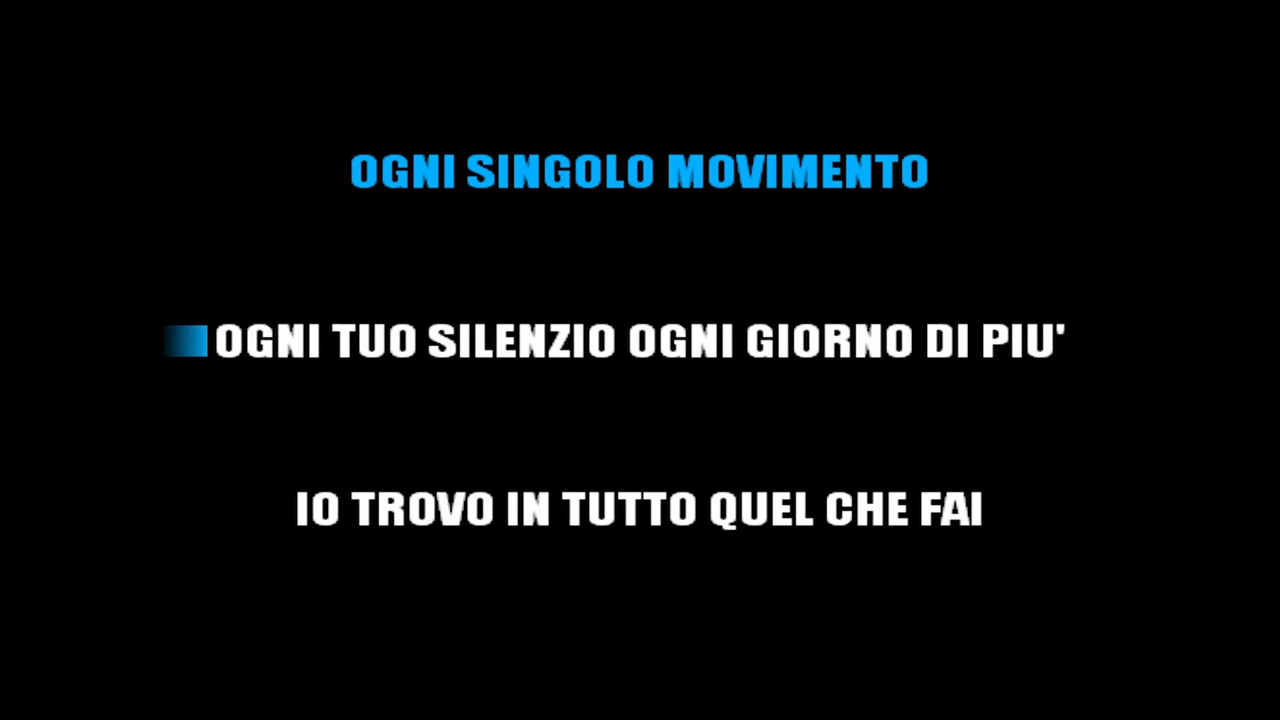 OGNI SINGOLO MOVIMENTO
OGNI TUO SILENZIO OGNI GIORNO DI PIU'
IO TROVO IN TUTTO QUEL CHE FAI